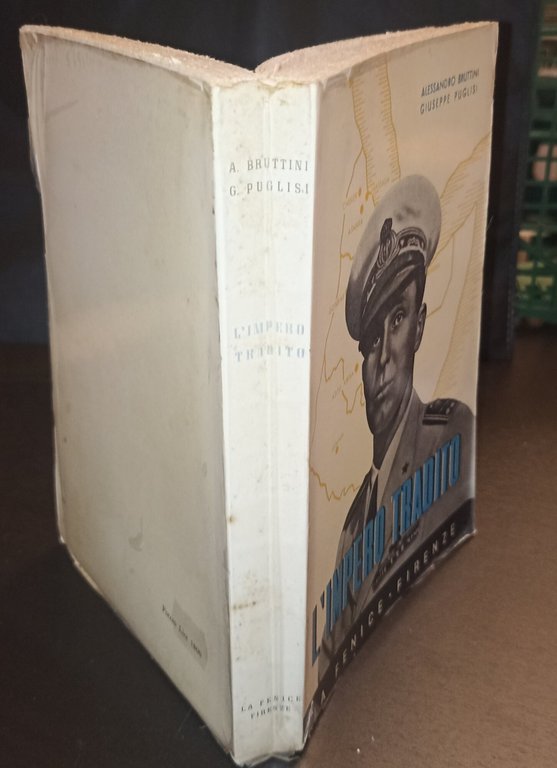 A. BRUTTINI
G. PUGLISI
L'IMPERO
TRADITO
LA FENICE
FIRENZE
ALESSANDRO BRUTTINI
GIUSEPPE PUGLISI
L'IMPERO TRADITO
LA FENICE - FIRENZE